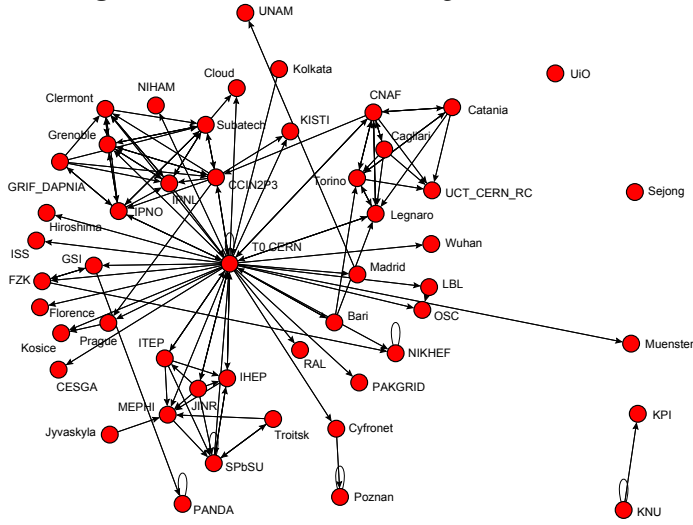 UNAM
Cloud
Kolkata
UiO
Clermont
NIHAM
CNAF
Catania
Grenoble
Subatech
KISTI
Cagliari
GRIF_DAPNIA
IPNL
CCIN2P3
Torino
UCT_CERN_RC
Sejong
IPNO
Legnaro
Hiroshima
ISS
T0_CERN
Wuhan
GSI
FZK
Madrid
LBL
Florence
OSC
Kosice
Prague
Bari
ITEP
RAL
NIKHEF
Muenster
CESGA
IHEP
PAKGRID
JINR
MEPHI
Jyvaskyla
Troitsk
Cyfronet
KPI
SPbSU
PANDA
Poznan
KNU